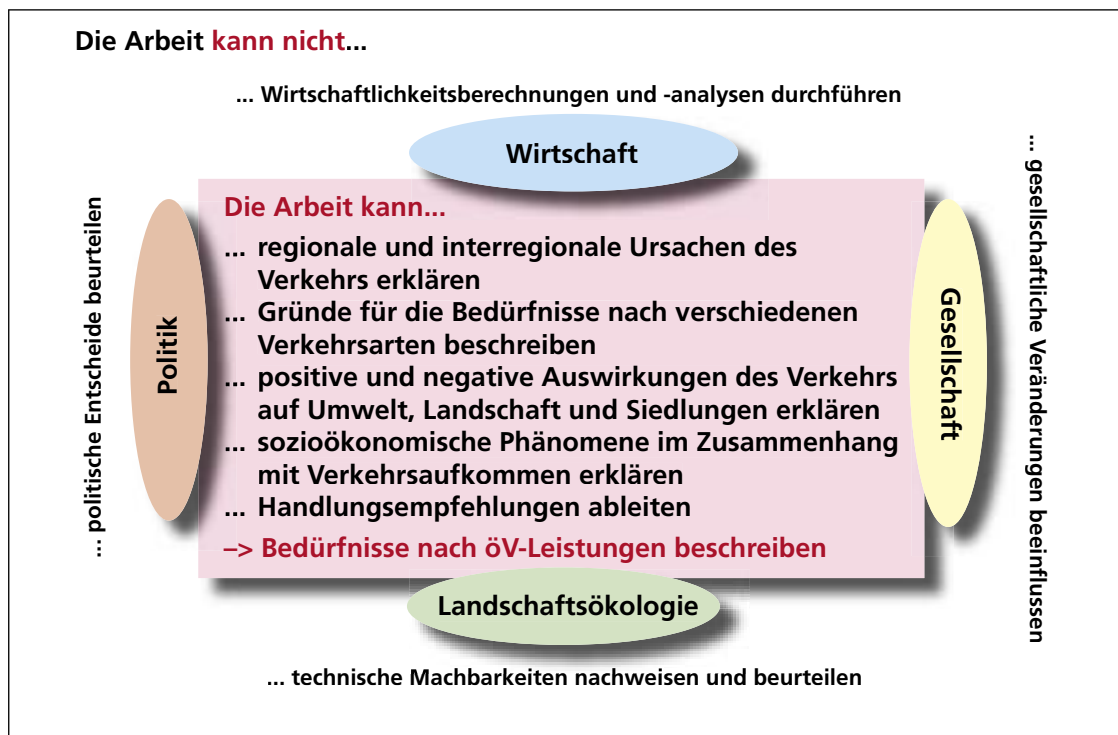 Die Arbeit kann nicht...
... Wirtschaftlichkeitsberechnungen und -analysen durchführen
Wirtschaft
... politische Entscheide beurteilen
Politik
Die Arbeit kann...
... regionale und interregionale Ursachen des
Verkehrs erklären
... Gründe für die Bedürfnisse nach verschiedenen
Verkehrsarten beschreiben
... positive und negative Auswirkungen des Verkehrs
auf Umwelt, Landschaft und Siedlungen erklären
... sozioökonomische Phänomene im Zusammenhang
mit Verkehrsaufkommen erklären
... Handlungsempfehlungen ableiten
–> Bedürfnisse nach öV-Leistungen beschreiben
Gesellschaft
... gesellschaftliche Veränderungen beeinflussen
Landschaftsökologie
... technische Machbarkeiten nachweisen und beurteilen